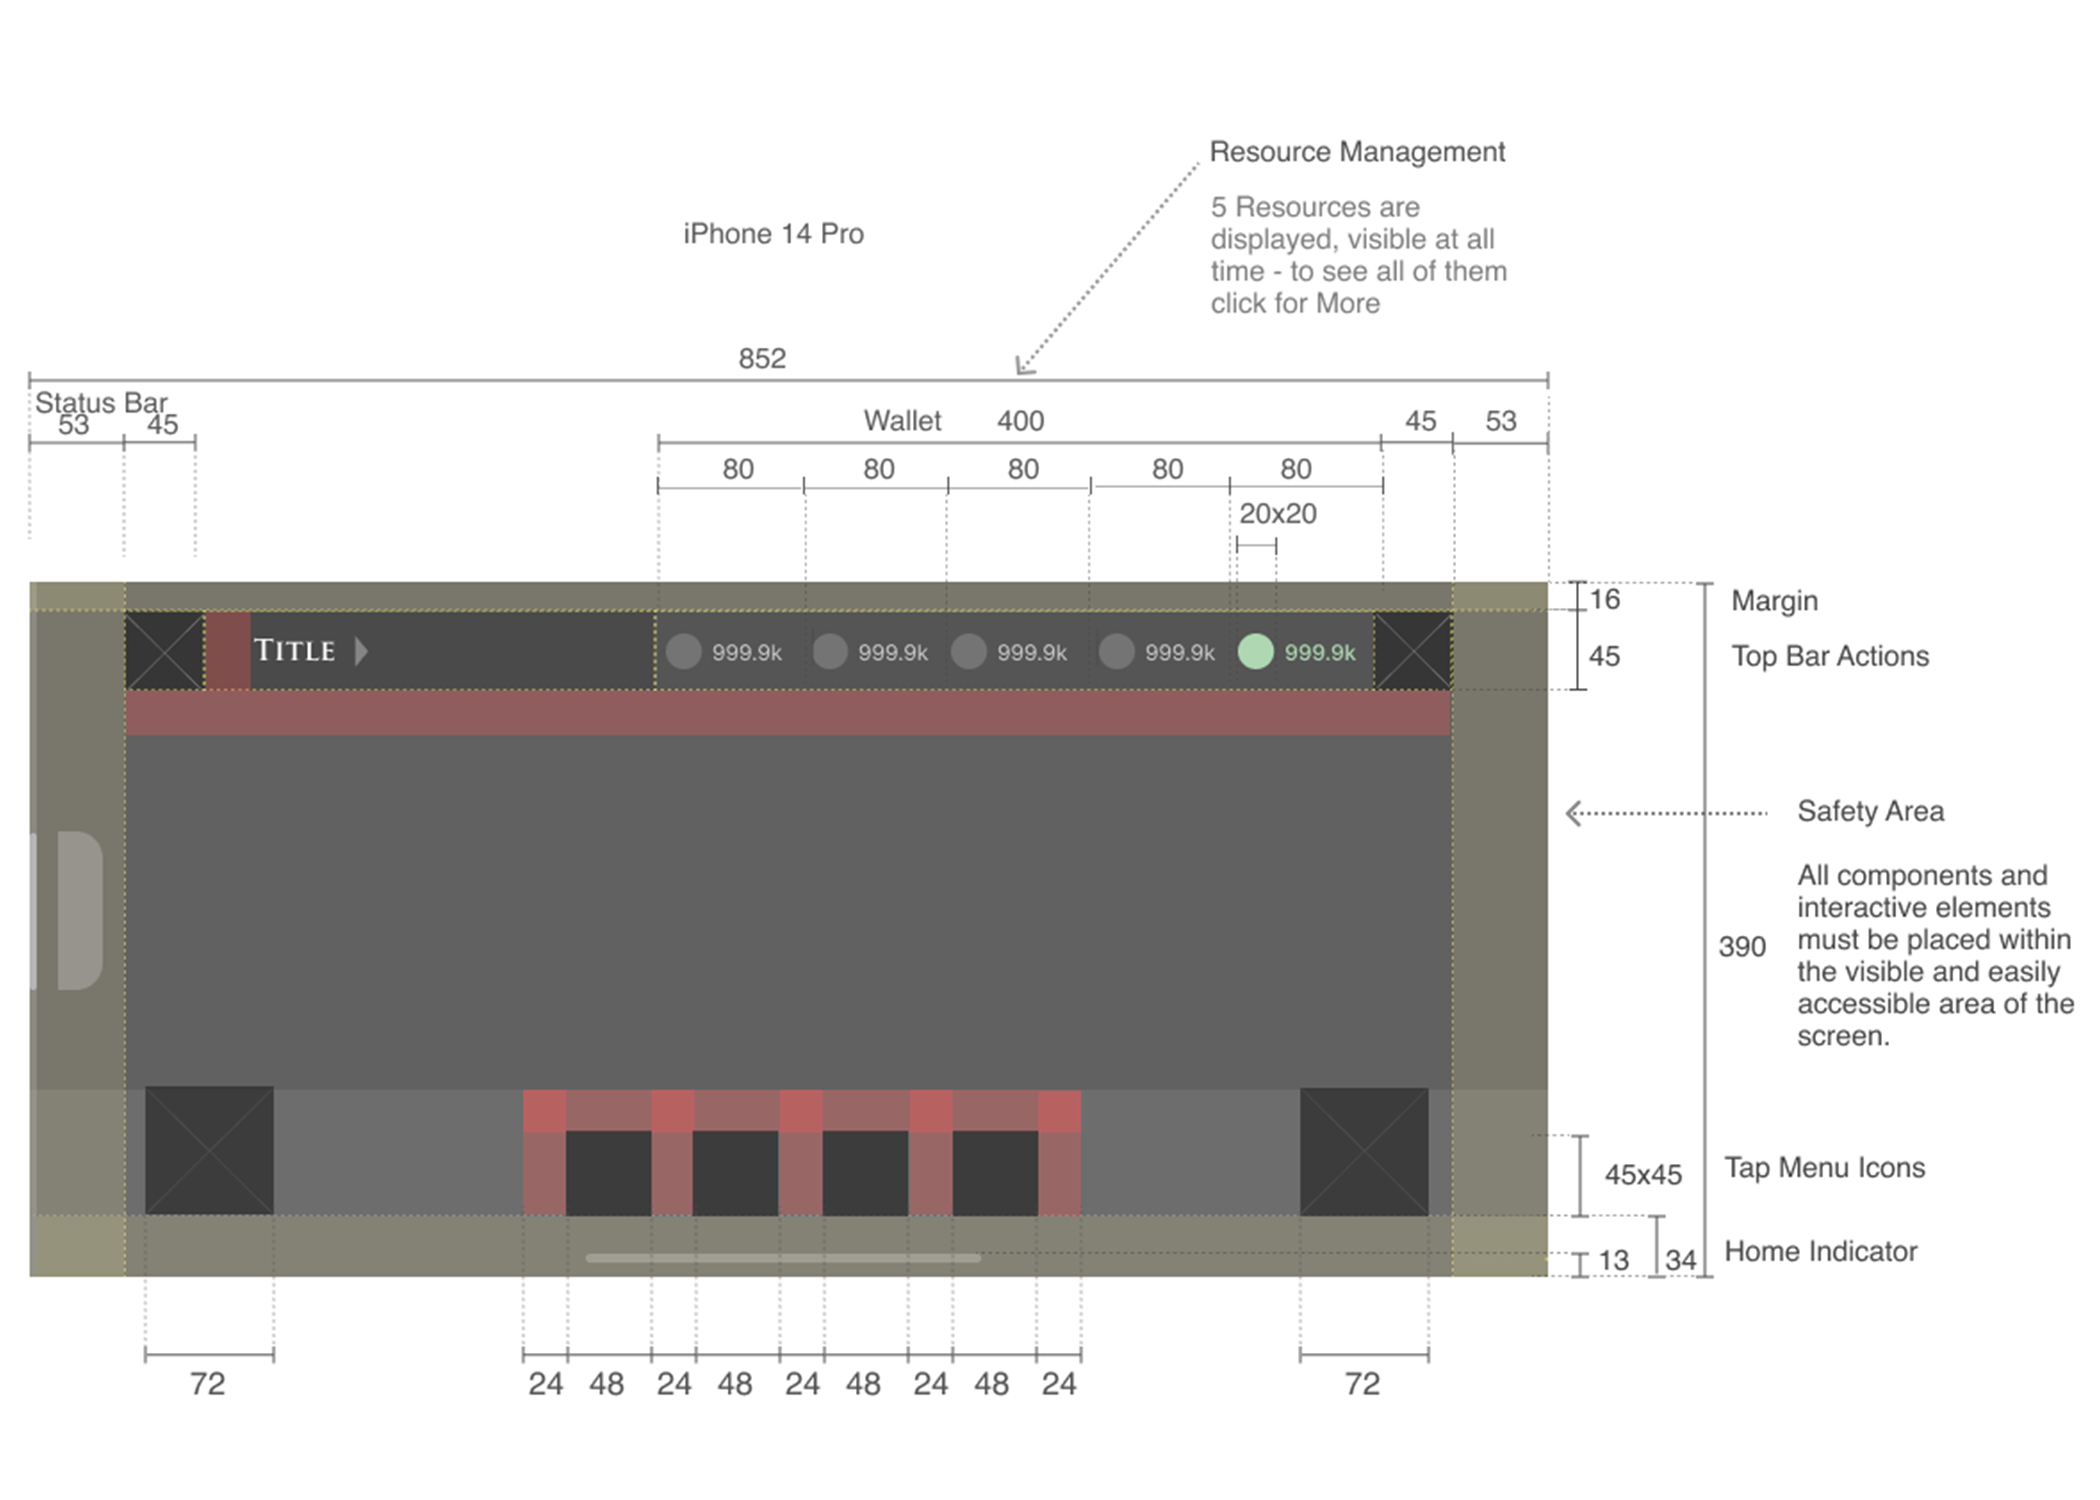 Resource Management
5 Resources are
displayed, visible at all
time - to see all of them
click for More
iPhone 14 Pro
852
Status Bar
53 45
Wallet 400 45 53
80 80 80 80 80
20x20
16 Margin
TITLE 999.9k 999.9k 999.9k 999.9k 999.9k
45 Top Bar Actions
Safety Area
All components and
interactive elements
must be placed within
the visible and easily
accessible area of the
screen.
390
45x45 Tap Menu Icons
13 34 Home Indicator
72 24 48 24 48 24 48 24 48 24 72